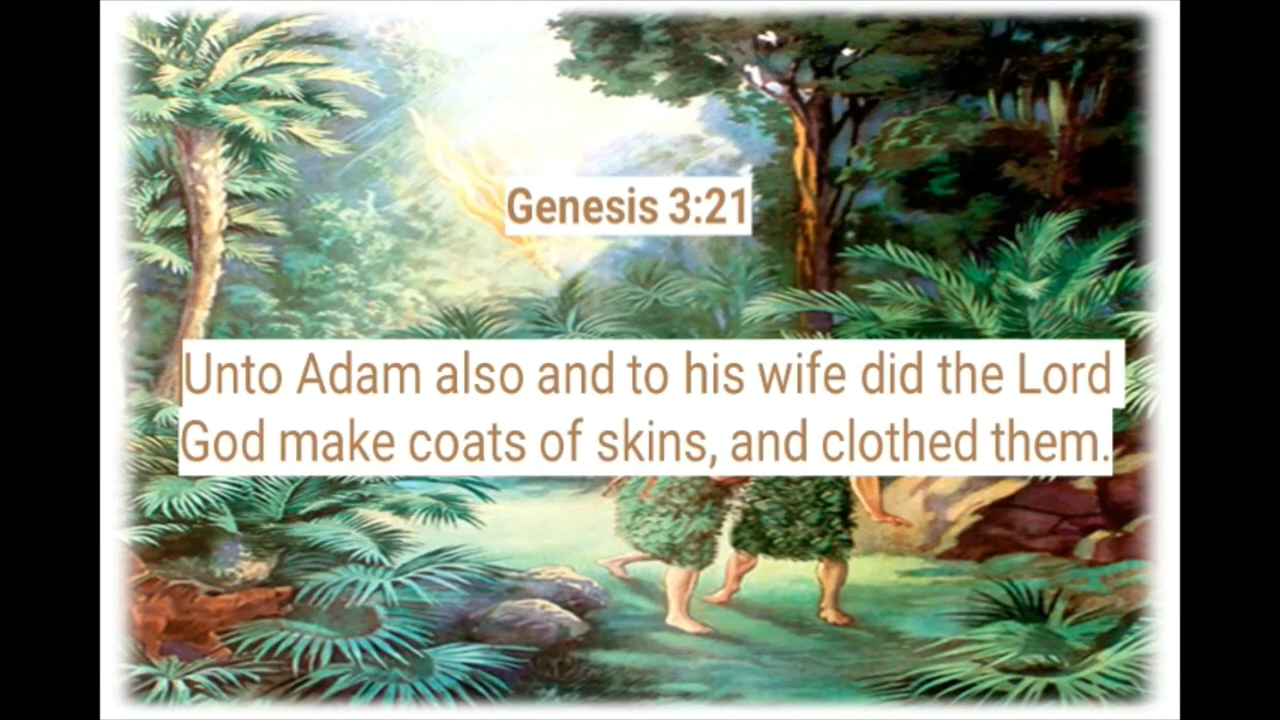 Genesis 3:21
Unto Adam also and to his wife did the Lord
God make coats of skins, and clothed them.